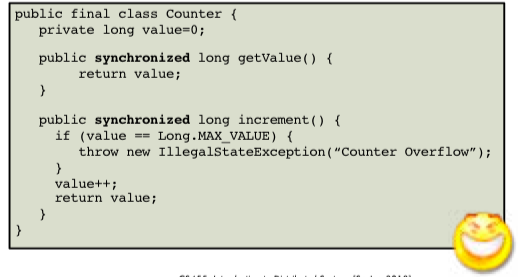 public final class Counter {
private long value=0;
public synchronized long getValue() {
return value;
}
public synchronized long increment() {
if (value == Long.MAX_VALUE) {
throw new IllegalStateException(“Counter Overflow”);
}
value++;
return value;
}
}